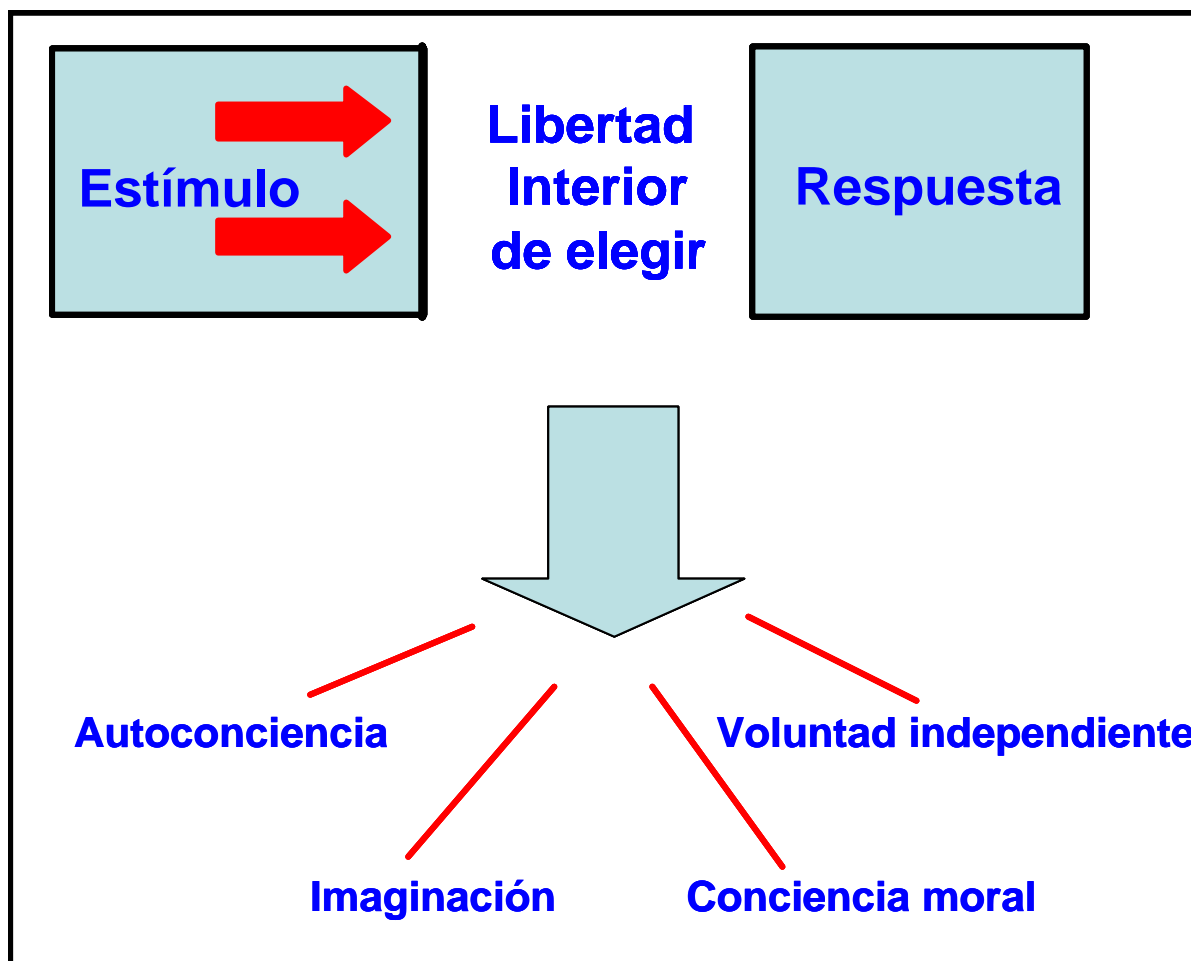 Estímulo
Libertad
Interior
de elegir
Respuesta
Autoconciencia
Voluntad independiente
Imaginación
Conciencia moral